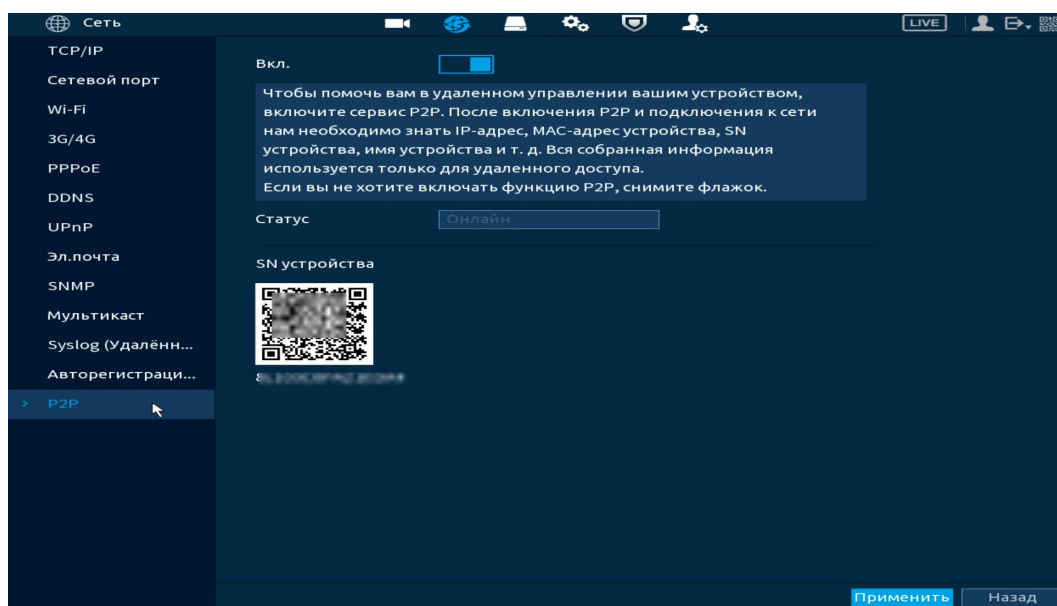 Сеть
LIVE
TCP/IP
Сетевой порт
Wi-Fi
3G/4G
PPPoE
DDNS
UPnP
Эл.почта
SNMP
Мультикаст
Syslog (Удалённ...
Авторегистраци...
> P2P
Вкл.
Чтобы помочь вам в удаленном управлении вашим устройством,
включите сервис P2P. После включения P2P и подключения к сети
нам необходимо знать IP-адрес, MAC-адрес устройства, SN
устройства, имя устройства и т. д. Вся собранная информация
используется только для удаленного доступа.
Если вы не хотите включать функцию P2P, снимите флажок.
Статус
Онлайн
SN устройства
Применить
Назад